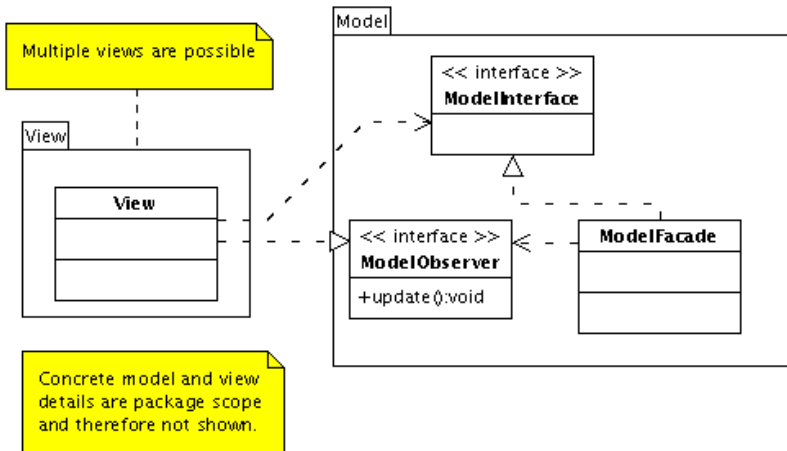 Multiple views are possible
Model
<< interface >>
ModelInterface
View
View
<< interface >>
ModelObserver
+update():void
ModelFacade
Concrete model and view
details are package scope
and therefore not shown.